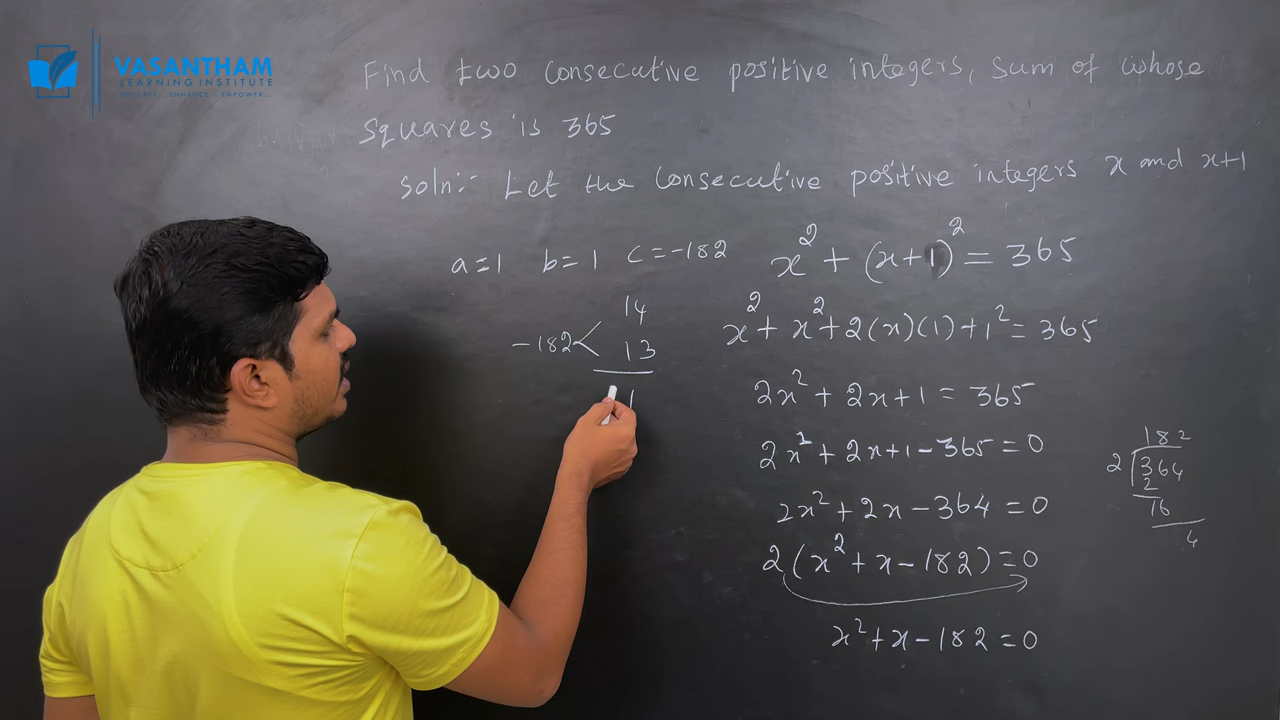 VASANTHAM
LEARNING INSTITUTE
EDUCATE... ENHANCE... EMPOWER...
Find two consecutive positive integers, sum of whose
squares is 365
Soln:- Let the consecutive positive integers x and x+1
a=1 b=1 c=-182
x² + (x+1)² = 365
-182 < 14
13
1
x² + x² + 2(x)(1) + 1² = 365
2x² + 2x + 1 = 365
2x² + 2x + 1 - 365 = 0
2x² + 2x - 364 = 0
2(x² + x - 182) = 0
x² + x - 182 = 0
182
2 364
2
16
4